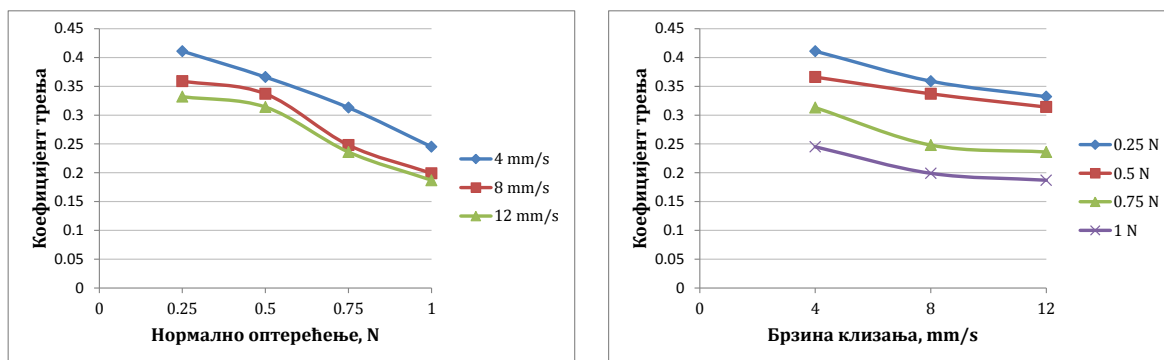 0.45
0.4
0.35
0.3
0.25
0.2
0.15
0.1
0.05
0
Коефицијент трења
0 0.25 0.5 0.75 1
Нормално оптерећење, N
4 mm/s
8 mm/s
12 mm/s
0.45
0.4
0.35
0.3
0.25
0.2
0.15
0.1
0.05
0
Коефицијент трења
0 4 8 12
Брзина клизања, mm/s
0.25 N
0.5 N
0.75 N
1 N